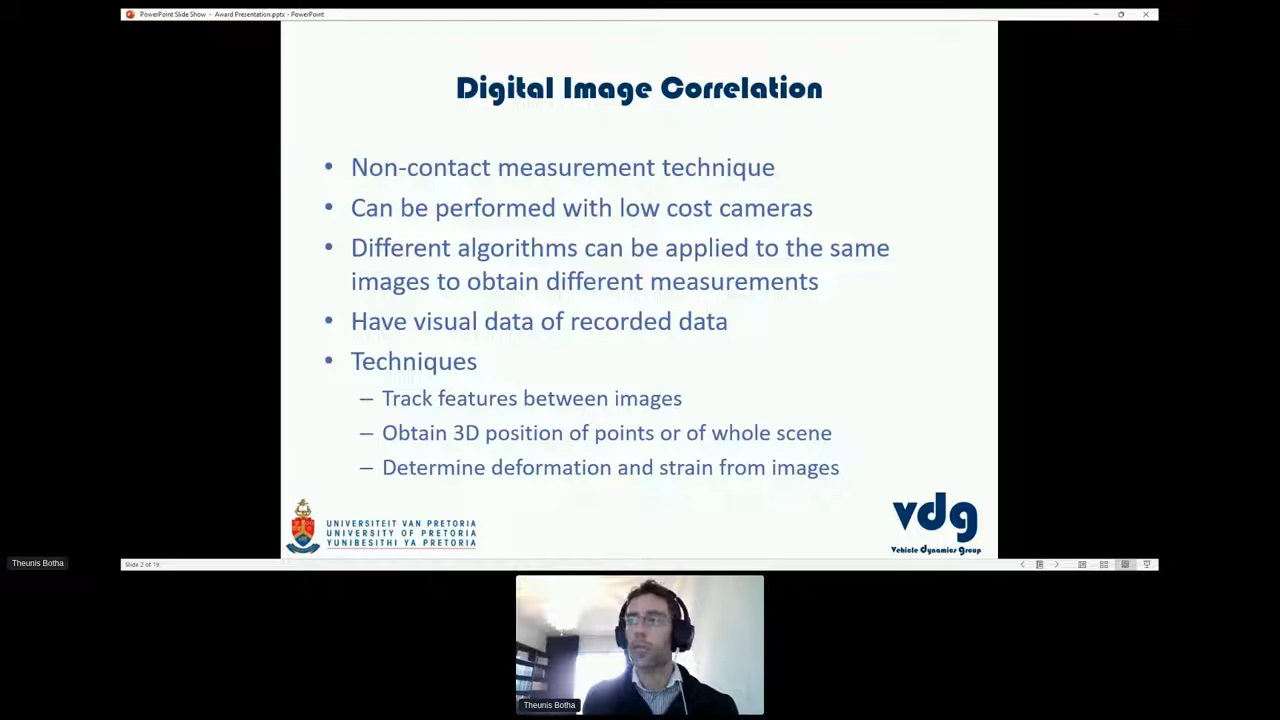 PowerPoint Slide Show - Award Presentation.pptx - PowerPoint
Digital Image Correlation
• Non-contact measurement technique
• Can be performed with low cost cameras
• Different algorithms can be applied to the same
images to obtain different measurements
• Have visual data of recorded data
• Techniques
– Track features between images
– Obtain 3D position of points or of whole scene
– Determine deformation and strain from images
UNIVERSITEIT VAN PRETORIA
UNIVERSITY OF PRETORIA
YUNIBESITHI YA PRETORIA
vdg
Vehicle Dynamics Group
Slide 2 of 19
Theunis Botha
Theunis Botha